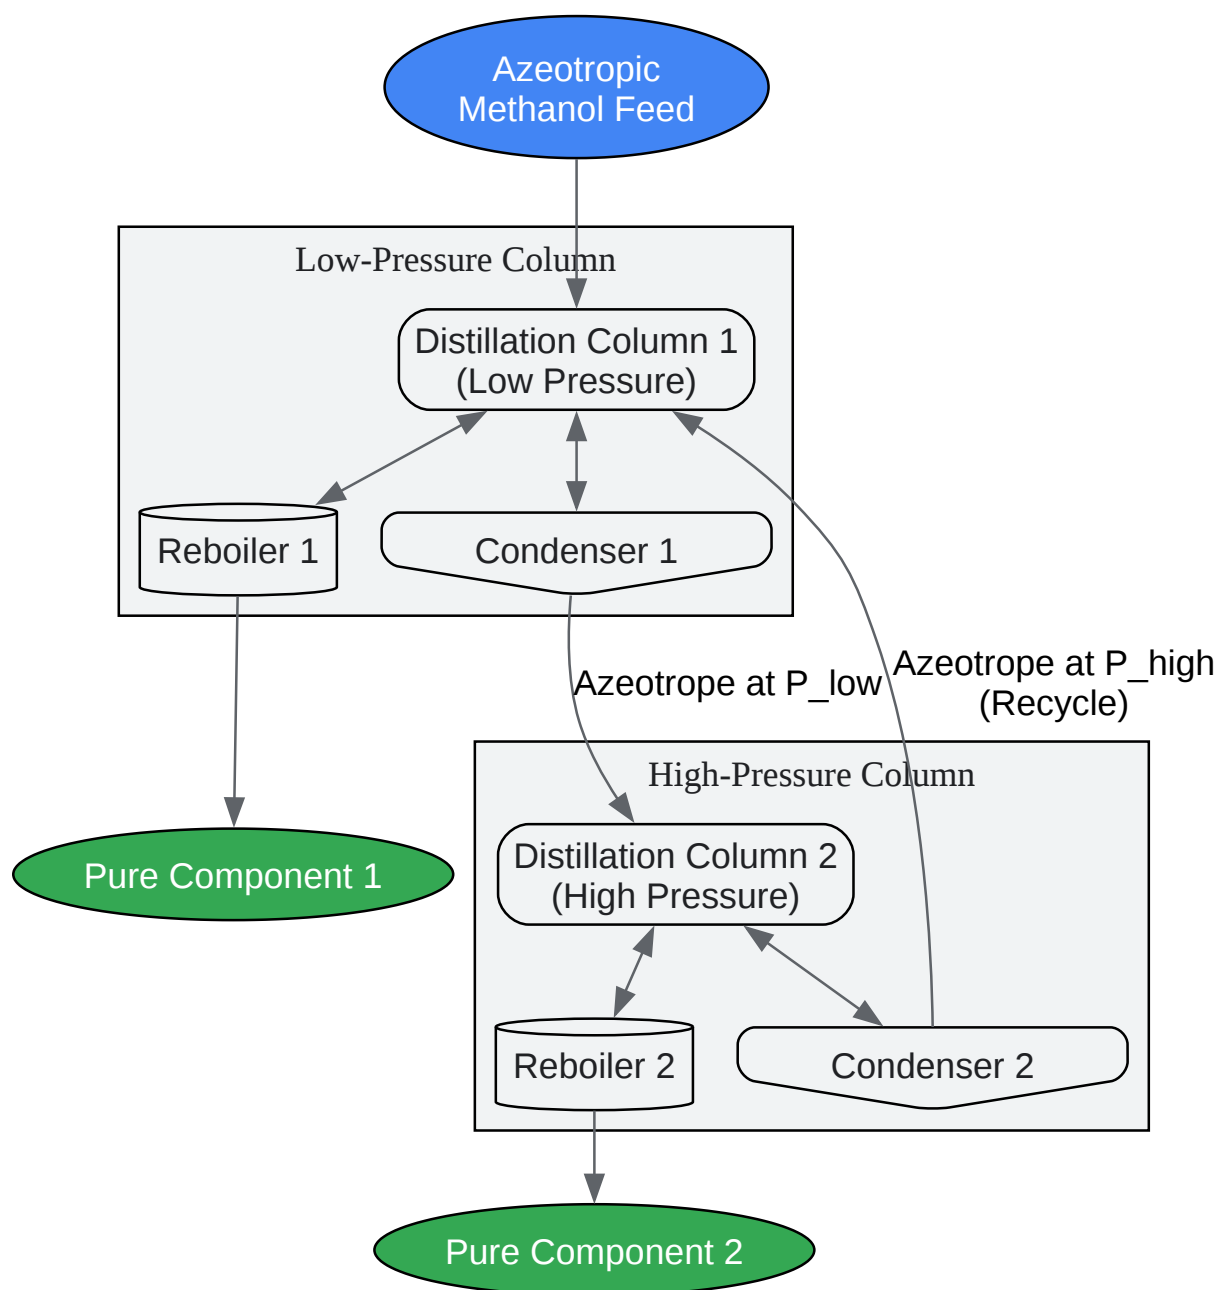 Azeotropic
Methanol Feed
Low-Pressure Column
Distillation Column 1
(Low Pressure)
Reboiler 1
Condenser 1
Azeotrope at P_low
Azeotrope at P_high
(Recycle)
High-Pressure Column
Distillation Column 2
(High Pressure)
Pure Component 1
Reboiler 2
Condenser 2
Pure Component 2